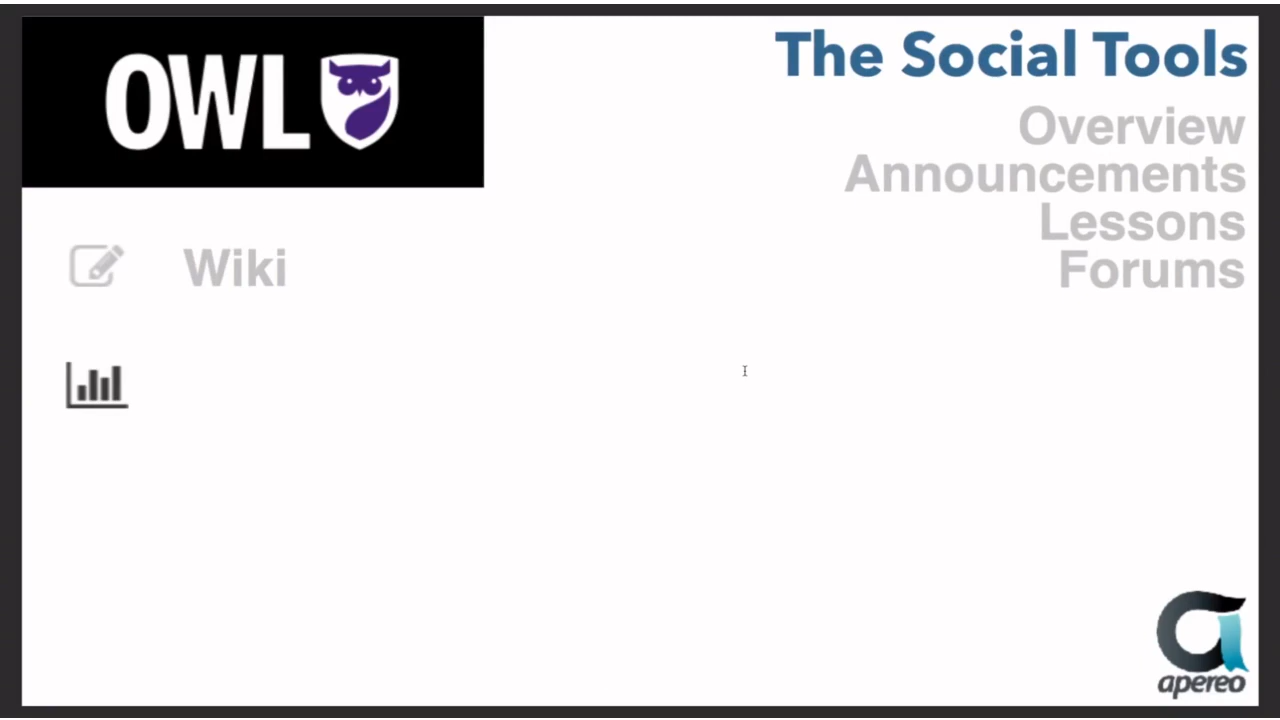 OWL
The Social Tools
Overview
Announcements
Lessons
Forums
Wiki
apereo